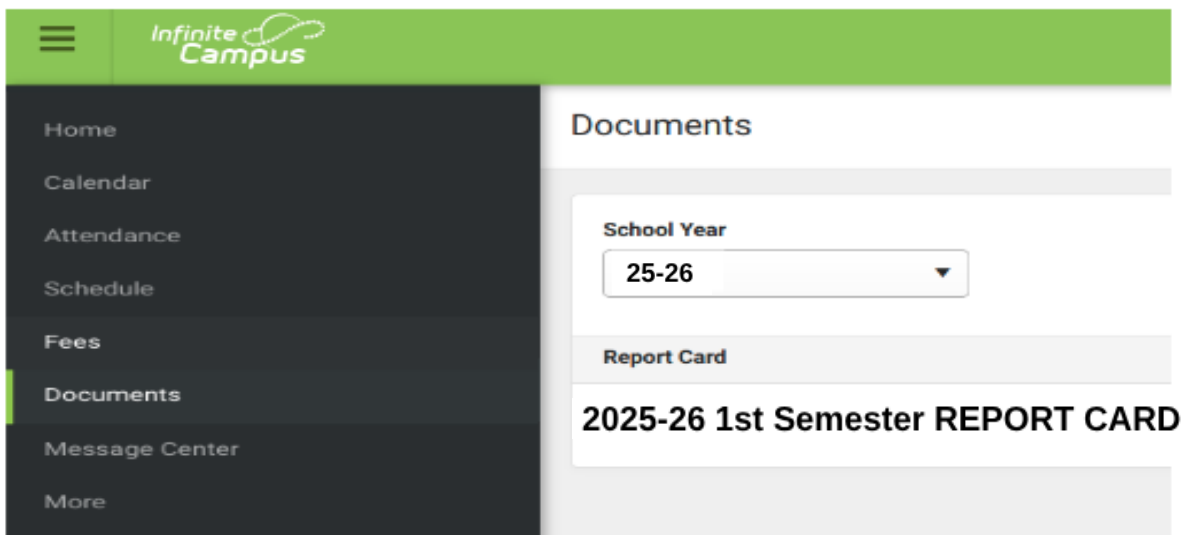 Infinite
Campus
Home
Calendar
Attendance
Schedule
Fees
Documents
Message Center
More
Documents
School Year
25-26
Report Card
2025-26 1st Semester REPORT CARD